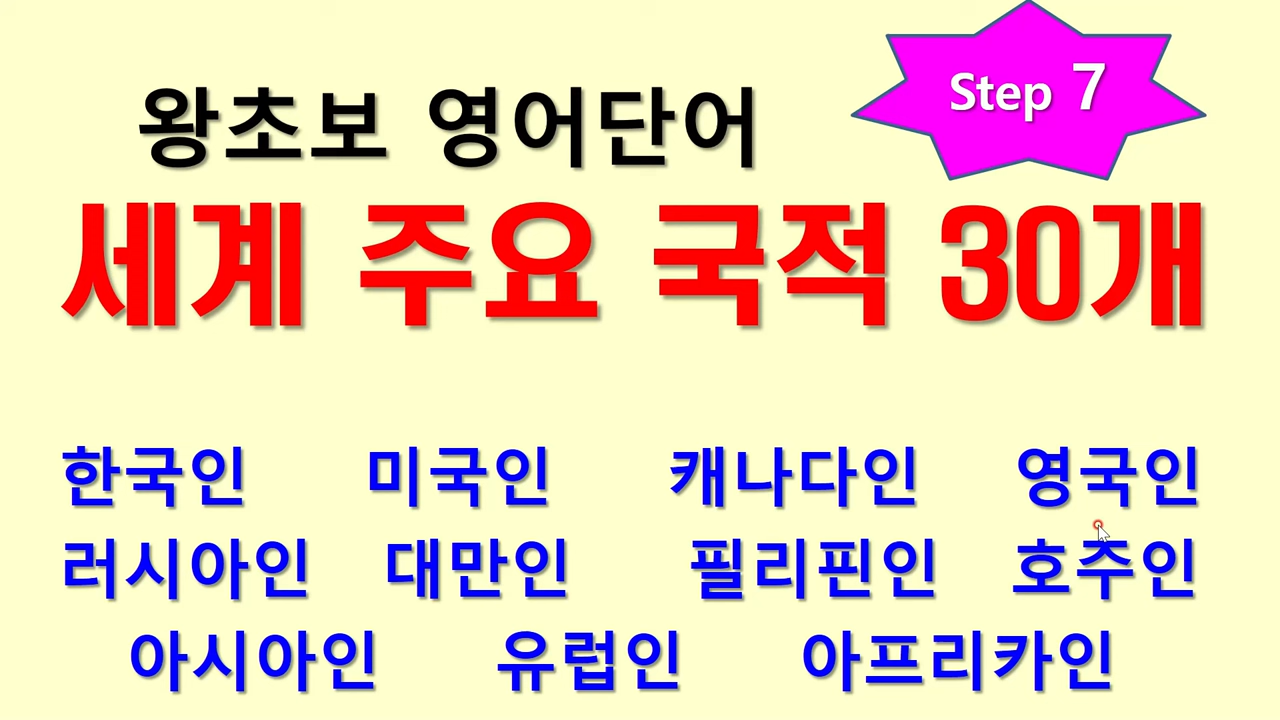 Step 7
왕초보 영어단어
세계 주요 국적 30개
한국인 미국인 캐나다인 영국인
러시아인 대만인 필리핀인 호주인
아시아인 유럽인 아프리카인